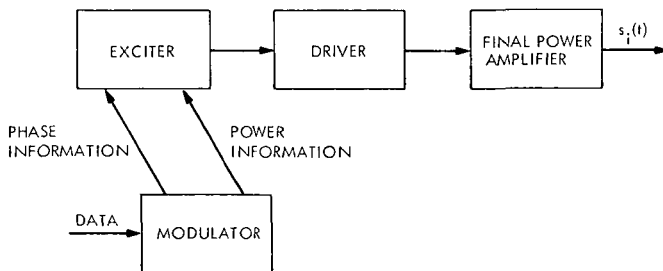 EXCITER
DRIVER
FINAL POWER
AMPLIFIER
s_i(t)
PHASE
INFORMATION
POWER
INFORMATION
DATA
MODULATOR